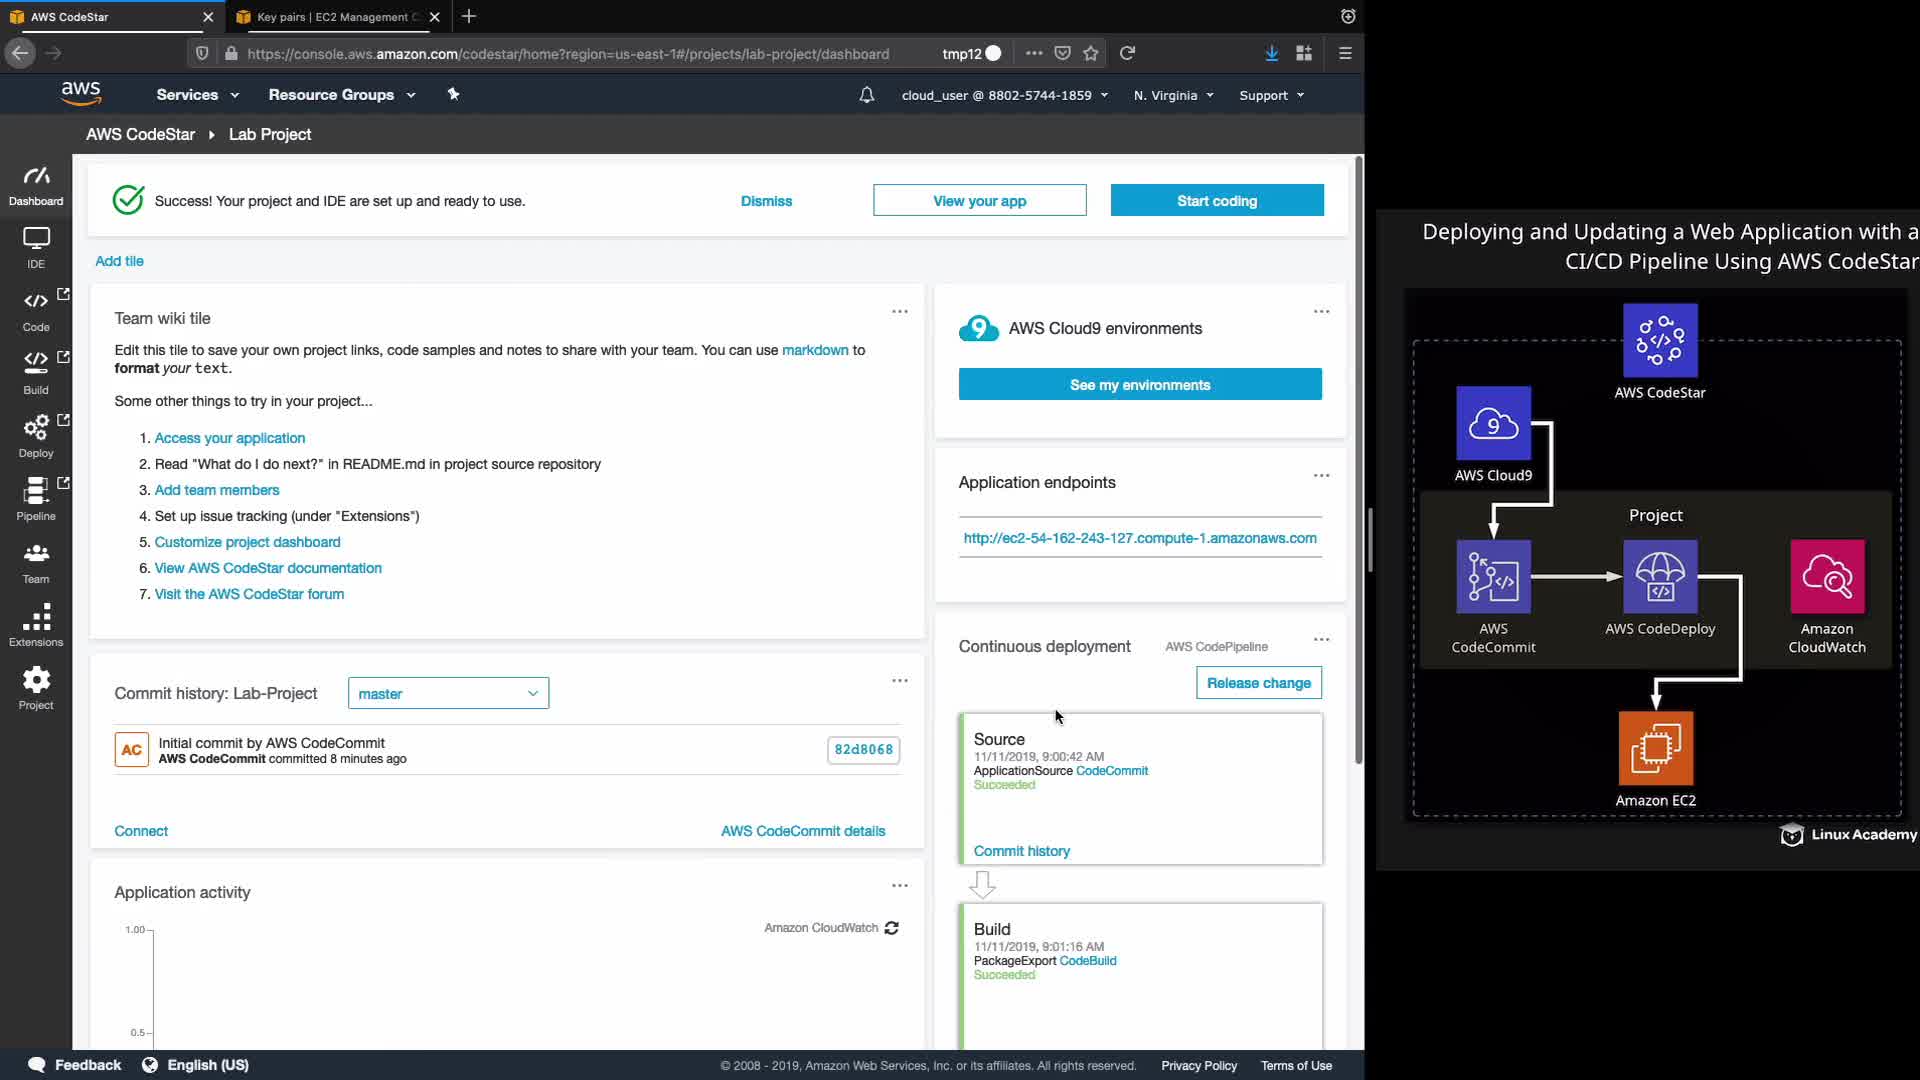 AWS CodeStar
Key pairs | EC2 Management C
https://console.aws.amazon.com/codestar/home?region=us-east-1#/projects/lab-project/dashboard
tmp12
aws
Services
Resource Groups
cloud_user @ 8802-5744-1859
N. Virginia
Support
AWS CodeStar
Lab Project
Dashboard
IDE
Code
Build
Deploy
Pipeline
Team
Extensions
Project
Success! Your project and IDE are set up and ready to use.
Dismiss
View your app
Start coding
Add tile
Team wiki tile
Edit this tile to save your own project links, code samples and notes to share with your team. You can use markdown to
format your text.
Some other things to try in your project...
1. Access your application
2. Read "What do I do next?" in README.md in project source repository
3. Add team members
4. Set up issue tracking (under "Extensions")
5. Customize project dashboard
6. View AWS CodeStar documentation
7. Visit the AWS CodeStar forum
Commit history: Lab-Project
master
AC
Initial commit by AWS CodeCommit
AWS CodeCommit committed 8 minutes ago
82d8068
Connect
AWS CodeCommit details
Application activity
Amazon CloudWatch
1.00
0.5
9
AWS Cloud9 environments
See my environments
Application endpoints
http://ec2-54-162-243-127.compute-1.amazonaws.com
Continuous deployment
AWS CodePipeline
Release change
Source
11/11/2019, 9:00:42 AM
ApplicationSource CodeCommit
Succeeded
Commit history
Build
11/11/2019, 9:01:16 AM
PackageExport CodeBuild
Succeeded
Feedback
English (US)
© 2008 - 2019, Amazon Web Services, Inc. or its affiliates. All rights reserved.
Privacy Policy
Terms of Use
Deploying and Updating a Web Application with a
CI/CD Pipeline Using AWS CodeStar
AWS CodeStar
9
AWS Cloud9
Project
AWS
CodeCommit
AWS CodeDeploy
Amazon
CloudWatch
Amazon EC2
Linux Academy